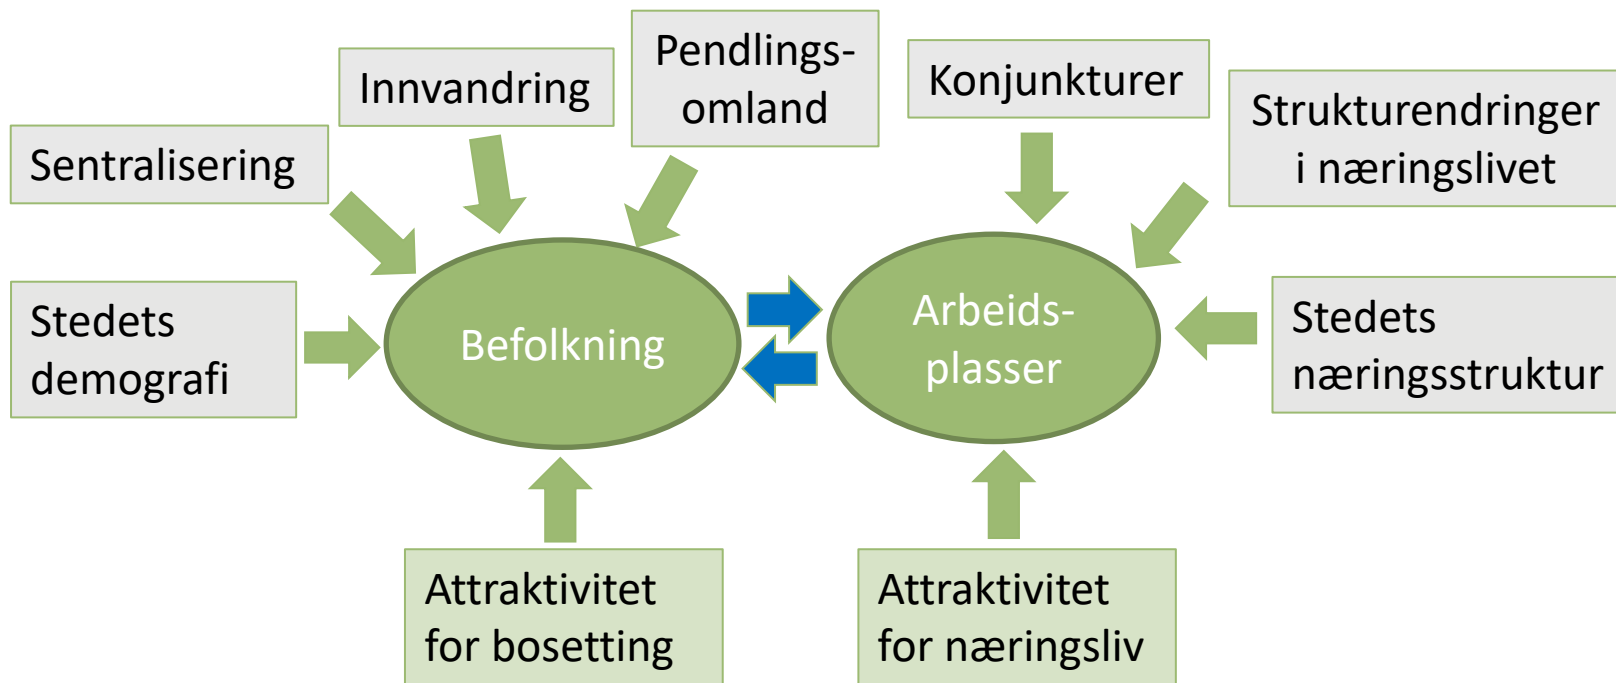 Sentralisering
Innvandring
Pendlings-
omland
Konjunkturer
Strukturendringer
i næringslivet
Stedets
demografi
Befolkning
Arbeids-
plasser
Stedets
næringsstruktur
Attraktivitet
for bosetting
Attraktivitet
for næringsliv